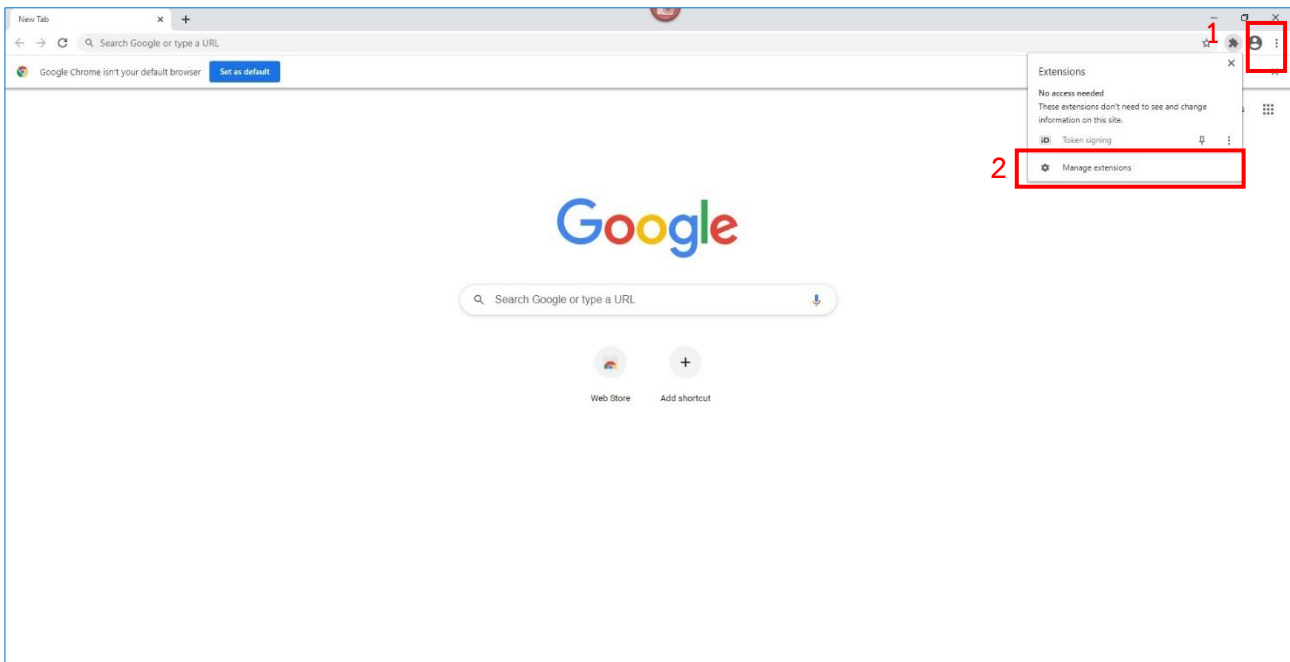 New Tab
Search Google or type a URL
1
Google Chrome isn't your default browser Set as default
Extensions
No access needed
These extensions don't need to see and change
information on this site.
iD Token signing
2 Manage extensions
Google
Search Google or type a URL
Web Store Add shortcut